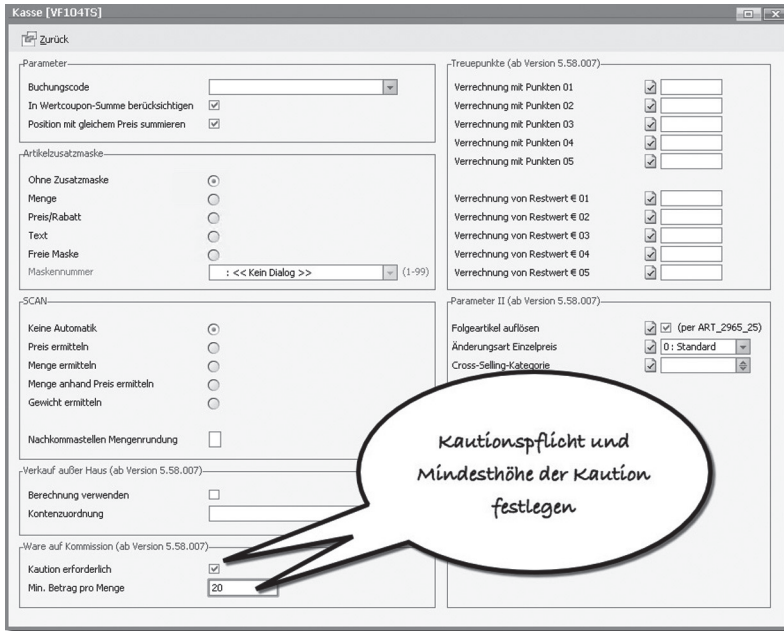 Kasse [VF104TS]
Zurück
Parameter
Buchungscode
In Wertcoupon-Summe berücksichtigen
Position mit gleichem Preis summieren
Artikelzusatzmaske
Ohne Zusatzmaske
Menge
Preis/Rabatt
Text
Freie Maske
Maskennummer : << Kein Dialog >> (1-99)
SCAN
Keine Automatik
Preis ermitteln
Menge ermitteln
Menge anhand Preis ermitteln
Gewicht ermitteln
Nachkommastellen Mengenrundung
Verkauf außer Haus (ab Version 5.58.007)
Berechnung verwenden
Kontenzuordnung
Ware auf Kommission (ab Version 5.58.007)
Kaution erforderlich
Min. Betrag pro Menge 20
Treuepunkte (ab Version 5.58.007)
Verrechnung mit Punkten 01
Verrechnung mit Punkten 02
Verrechnung mit Punkten 03
Verrechnung mit Punkten 04
Verrechnung mit Punkten 05
Verrechnung von Restwert € 01
Verrechnung von Restwert € 02
Verrechnung von Restwert € 03
Verrechnung von Restwert € 04
Verrechnung von Restwert € 05
Parameter II (ab Version 5.58.007)
Folgeartikel auflösen (per ART_2965_25)
Änderungsart Einzelpreis 0 : Standard
Cross-Selling-Kategorie
Kautionspflicht und
Mindesthöhe der Kaution
festlegen